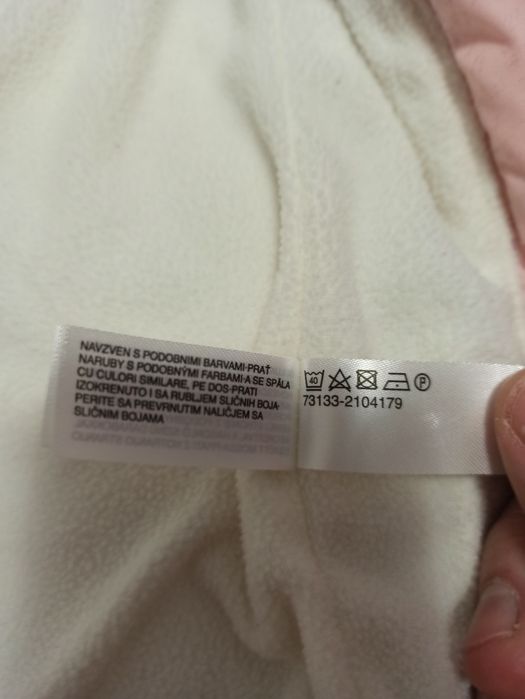 NAVZVEN S PODOBNIMI BARVAMI·PRAŤ
NARUBY S PODOBNÝMI FARBAMI·A SE SPĂLA
CU CULORI SIMILARE, PE DOS·PRATI
IZOKRENUTO I SA RUBLJEM SLIČNIH BOJA·
PERITE SA PREVRNUTIM NALIČJEM SA
SLIČNIM BOJAMA
40
P
73133-2104179